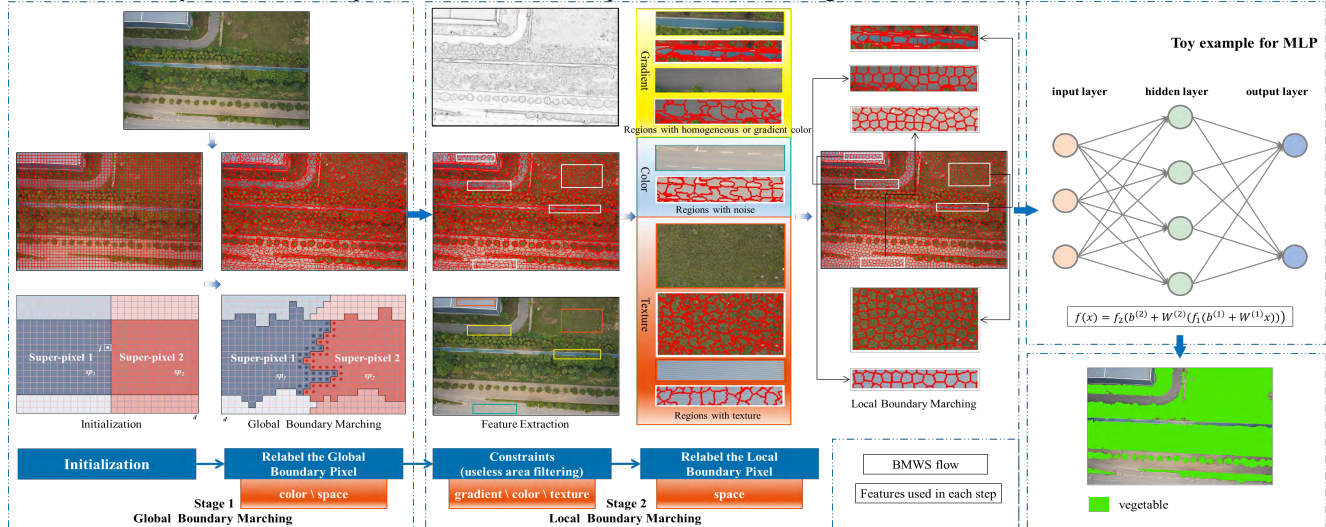 Toy example for MLP
input layer
hidden layer
output layer
Gradient
Regions with homogeneous or gradient color
Color
Regions with noise
Texture
Regions with texture
Super-pixel 1
Super-pixel 2
i
d
Initialization
Super-pixel 1
Super-pixel 2
d
Global Boundary Marching
Feature Extraction
Local Boundary Marching
f(x) = f₂(b⁽²⁾ + W⁽²⁾(f₁(b⁽¹⁾ + W⁽¹⁾x)))
vegetable
Initialization
Relabel the Global
Boundary Pixel
color \ space
Constraints
(useless area filtering)
gradient \ color \ texture
Relabel the Local
Boundary Pixel
space
Stage 1
Global Boundary Marching
Stage 2
Local Boundary Marching
BMWS flow
Features used in each step